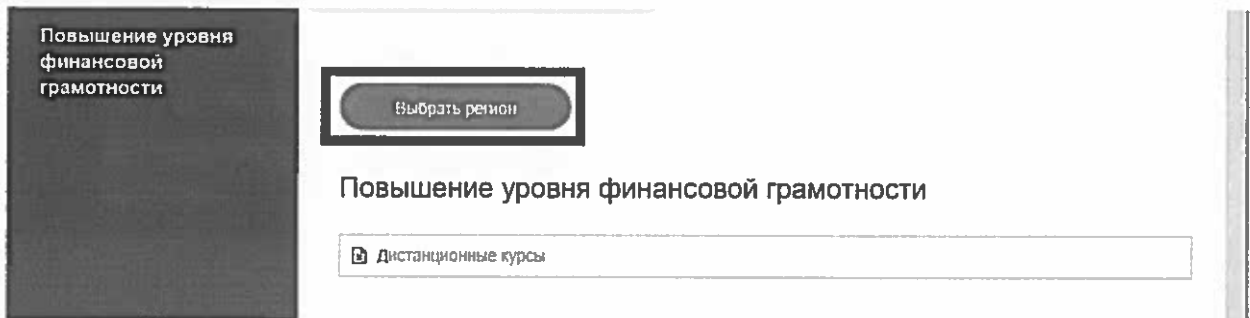 Повышение уровня
финансовой
грамотности
Выбрать регион
Повышение уровня финансовой грамотности
Дистанционные курсы